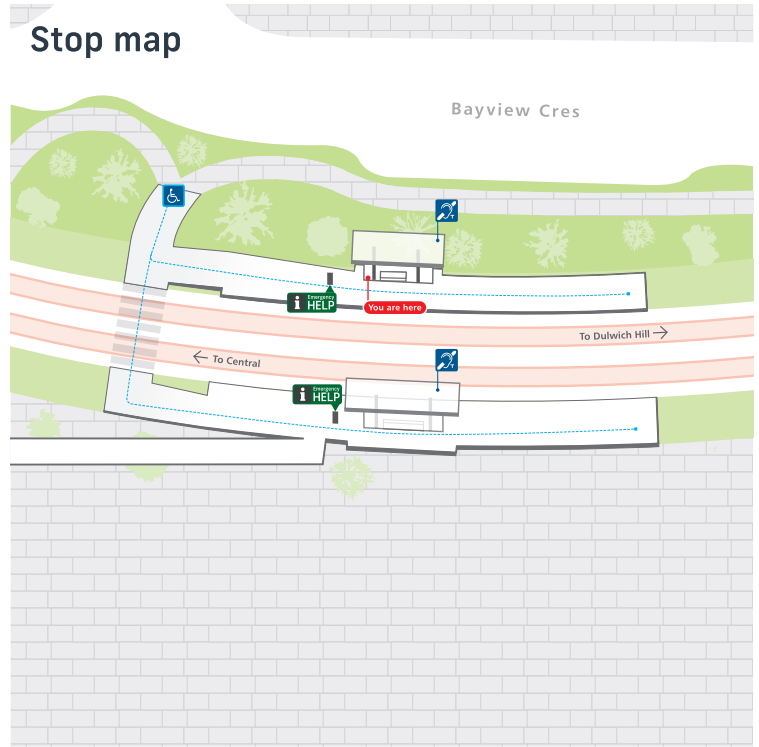 Stop map
Bayview Cres
T
Emergency
i HELP
You are here
To Dulwich Hill
T
To Central
Emergency
i HELP